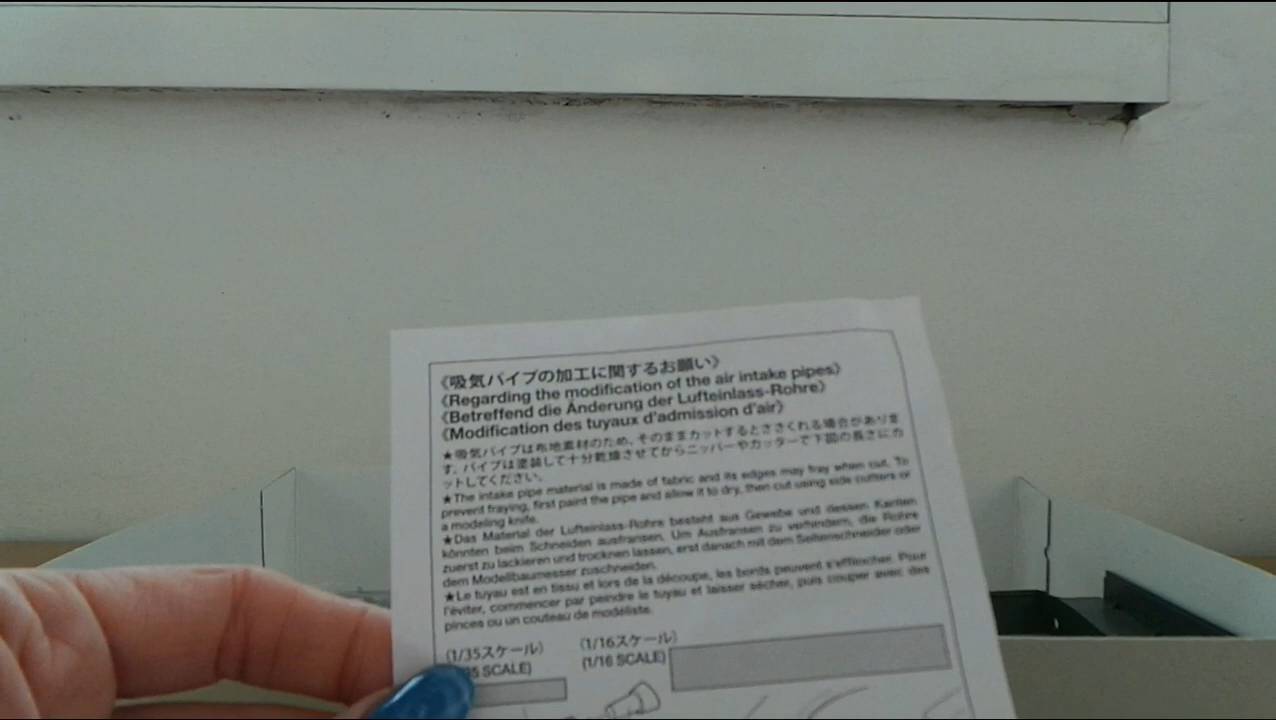 《吸気パイプの加工に関するお願い》
《Regarding the modification of the air intake pipes》
《Betreffend die Änderung der Lufteinlass-Rohre》
《Modification des tuyaux d'admission d'air》
★吸気パイプは布地素材のため、そのままカットするとささくれる場合がありま
す。パイプは塗装して十分乾燥させてからニッパーやカッターで下図の長さにカ
ットしてください。
★The intake pipe material is made of fabric and its edges may fray when cut. To
prevent fraying, first paint the pipe and allow it to dry, then cut using side cutters or
a modeling knife.
★Das Material der Lufteinlass-Rohre besteht aus Gewebe und dessen Kanten
könnten beim Schneiden ausfransen. Um Ausfransen zu verhindern, die Rohre
zuerst zu lackieren und trocknen lassen, erst danach mit dem Seitenschneider oder
dem Modellbaumesser zuschneiden.
★Le tuyau est en tissu et lors de la découpe, les bords peuvent s'effilocher. Pour
l'éviter, commencer par peindre le tuyau et laisser sécher, puis couper avec des
pinces ou un couteau de modéliste.
(1/35スケール) (1/16スケール)
SCALE) (1/16 SCALE)